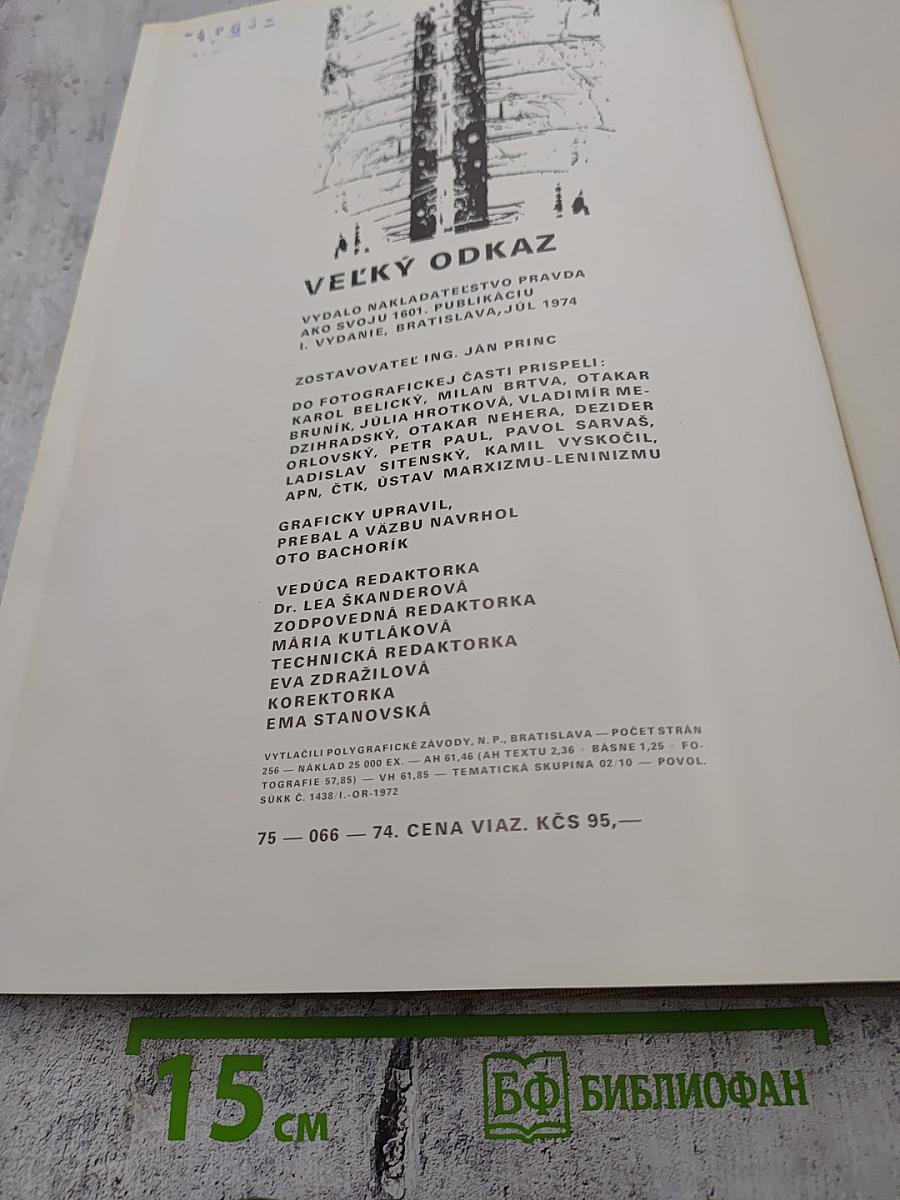 VEĽKÝ ODKAZ
VYDALO NAKLADATEĽSTVO PRAVDA
AKO SVOJU 1601. PUBLIKÁCIU
I. VYDANIE, BRATISLAVA, JÚL 1974
ZOSTAVOVATEĽ ING. JÁN PRINC
DO FOTOGRAFICKEJ ČASTI PRISPELI:
KAROL BELICKÝ, MILAN BRTVA, OTAKAR
BRUNÍK, JÚLIA HROTKOVÁ, VLADIMÍR ME-
DZIHRADSKÝ, OTAKAR NEHERA, DEZIDER
ORLOVSKÝ, PETR PAUL, PAVOL SARVAŠ,
LADISLAV SITENSKÝ, KAMIL VYSKOČIL,
APN, ČTK, ÚSTAV MARXIZMU-LENINIZMU
GRAFICKY UPRAVIL,
PREBAL A VÄZBU NAVRHOL
OTO BACHORÍK
VEDÚCA REDAKTORKA
Dr. LEA ŠKANDEROVÁ
ZODPOVEDNÁ REDAKTORKA
MÁRIA KUTLÁKOVÁ
TECHNICKÁ REDAKTORKA
EVA ZDRAŽILOVÁ
KOREKTORKA
EMA STANOVSKÁ
VYTLAČILI POLYGRAFICKÉ ZÁVODY, N. P., BRATISLAVA — POČET STRÁN
256 — NÁKLAD 25 000 EX. — AH 61,46 (AH TEXTU 2,36 · BÁSNE 1,25 · FO-
TOGRAFIE 57,85) — VH 61,85 — TEMATICKÁ SKUPINA 02/10 — POVOL.
SÚKK Č. 1438/I.-OR-1972
75 — 066 — 74. CENA VIAZ. KČS 95,—
15 см
БФ БИБЛИОФАН